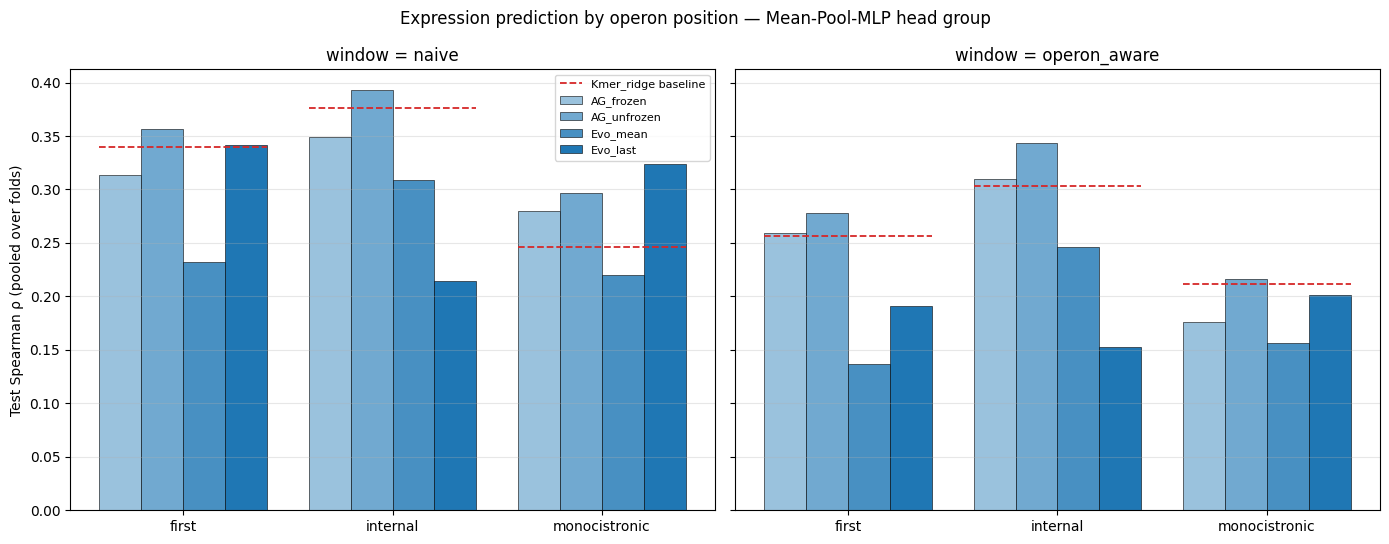 Expression prediction by operon position — Mean-Pool-MLP head group
window = naive
window = operon_aware
Test Spearman ρ (pooled over folds)
0.40
0.35
0.30
0.25
0.20
0.15
0.10
0.05
0.00
Kmer_ridge baseline
AG_frozen
AG_unfrozen
Evo_mean
Evo_last
first
internal
monocistronic
first
internal
monocistronic